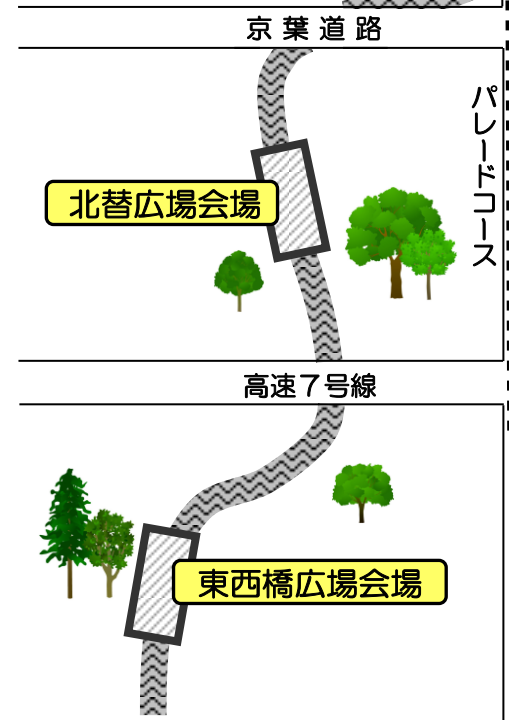 京葉道路
パレードコース
北替広場会場
高速7号線
東西橋広場会場